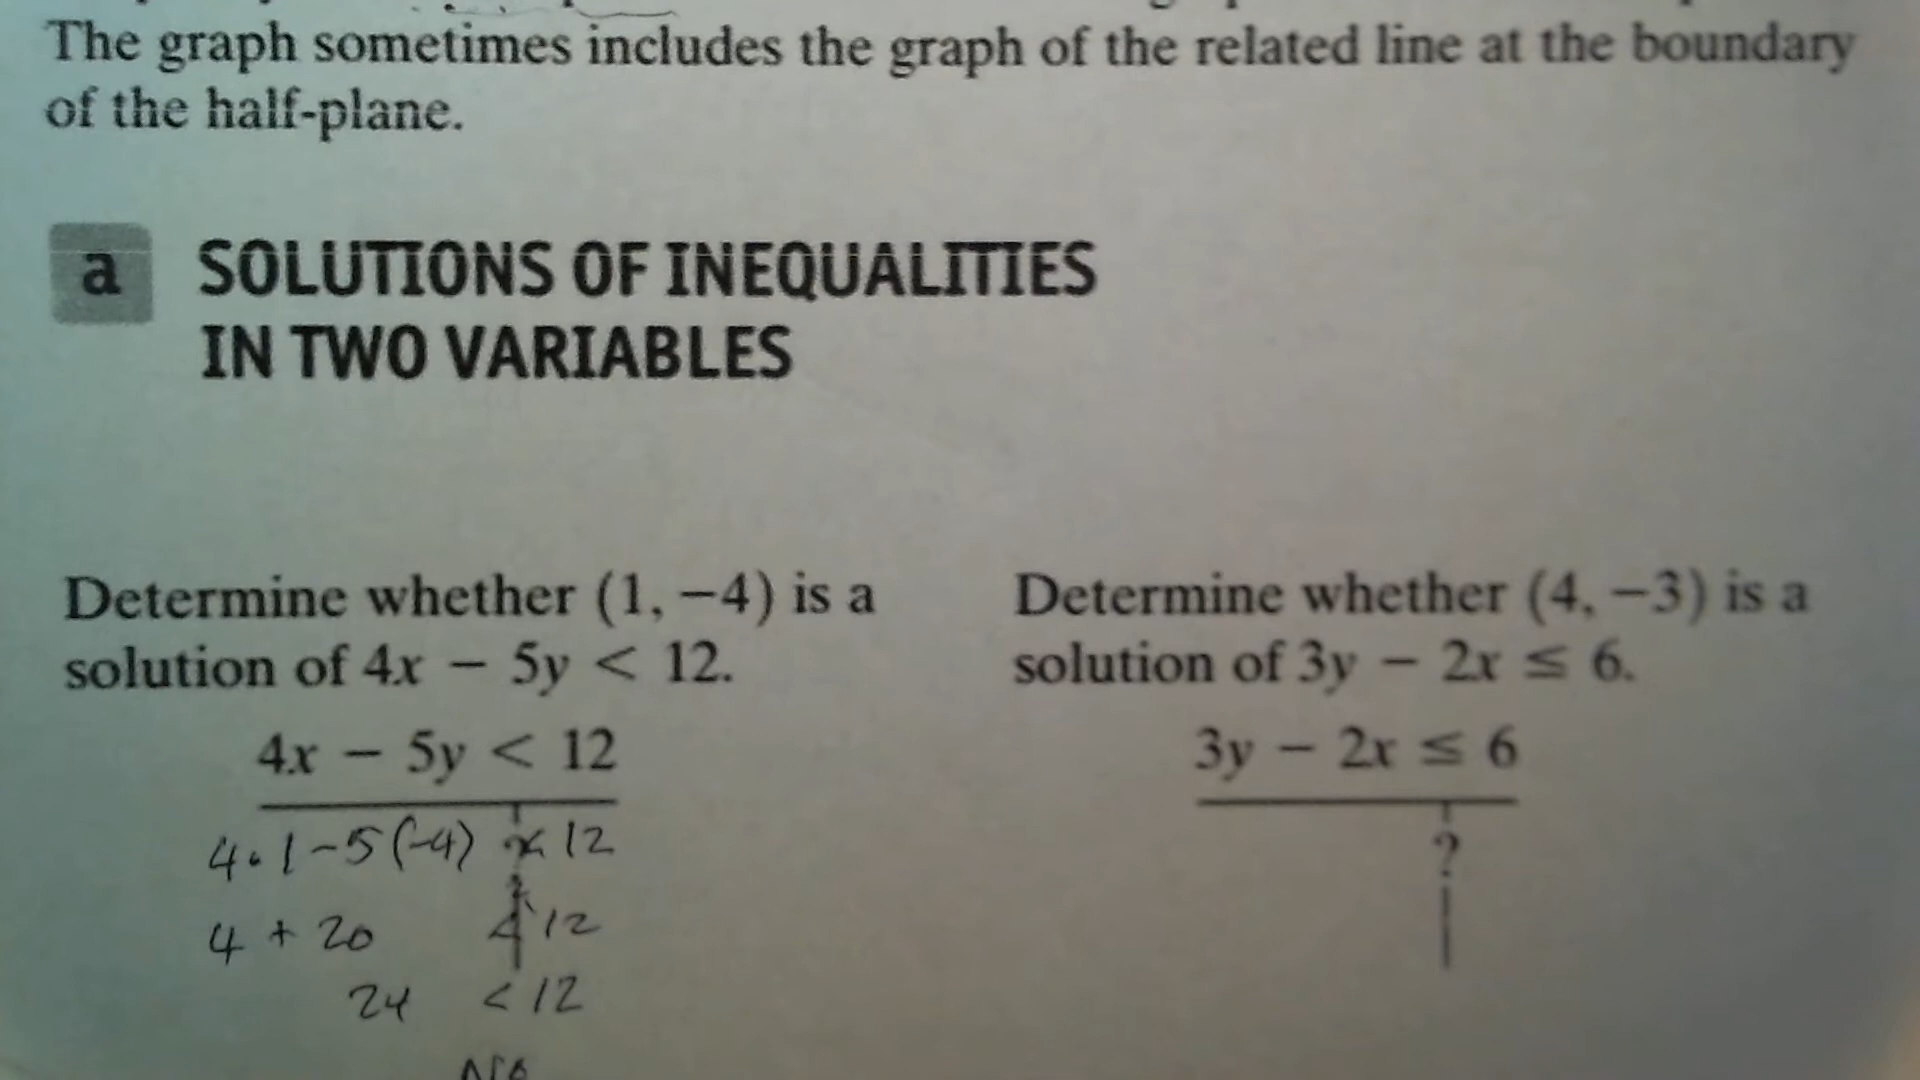 The graph sometimes includes the graph of the related line at the boundary
of the half-plane.
a SOLUTIONS OF INEQUALITIES
IN TWO VARIABLES
Determine whether (1, −4) is a
solution of 4x − 5y < 12.
4x − 5y < 12
4·1-5(-4) < 12
4 + 20 < 12
24 < 12
No
Determine whether (4, −3) is a
solution of 3y − 2x ≤ 6.
3y − 2x ≤ 6
?